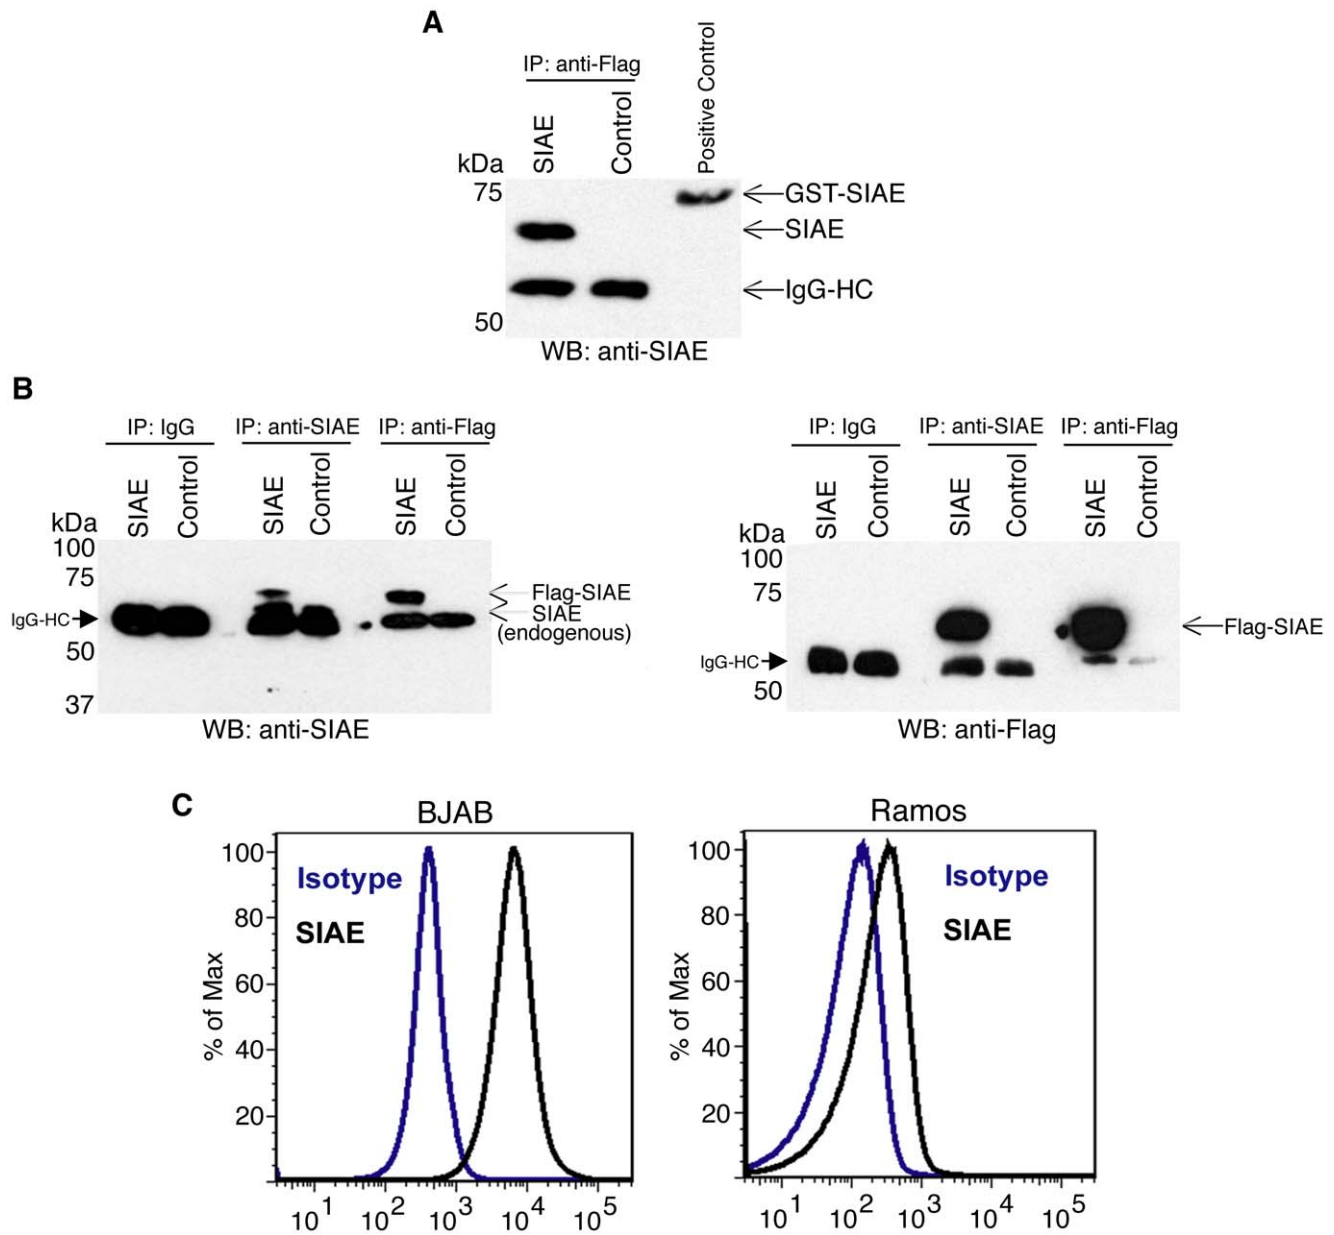 A
IP: anti-Flag
SIAE
Control
Positive Control
kDa
75
50
GST-SIAE
SIAE
IgG-HC
WB: anti-SIAE
B
IP: IgG
IP: anti-SIAE
IP: anti-Flag
SIAE
Control
SIAE
Control
SIAE
Control
kDa
100
75
50
37
IgG-HC
Flag-SIAE
SIAE
(endogenous)
WB: anti-SIAE
IP: IgG
IP: anti-SIAE
IP: anti-Flag
SIAE
Control
SIAE
Control
SIAE
Control
kDa
100
75
50
IgG-HC
Flag-SIAE
WB: anti-Flag
C
BJAB
Isotype
SIAE
% of Max
100
80
60
40
20
10^1 10^2 10^3 10^4 10^5
Ramos
Isotype
SIAE
% of Max
100
80
60
40
20
10^1 10^2 10^3 10^4 10^5